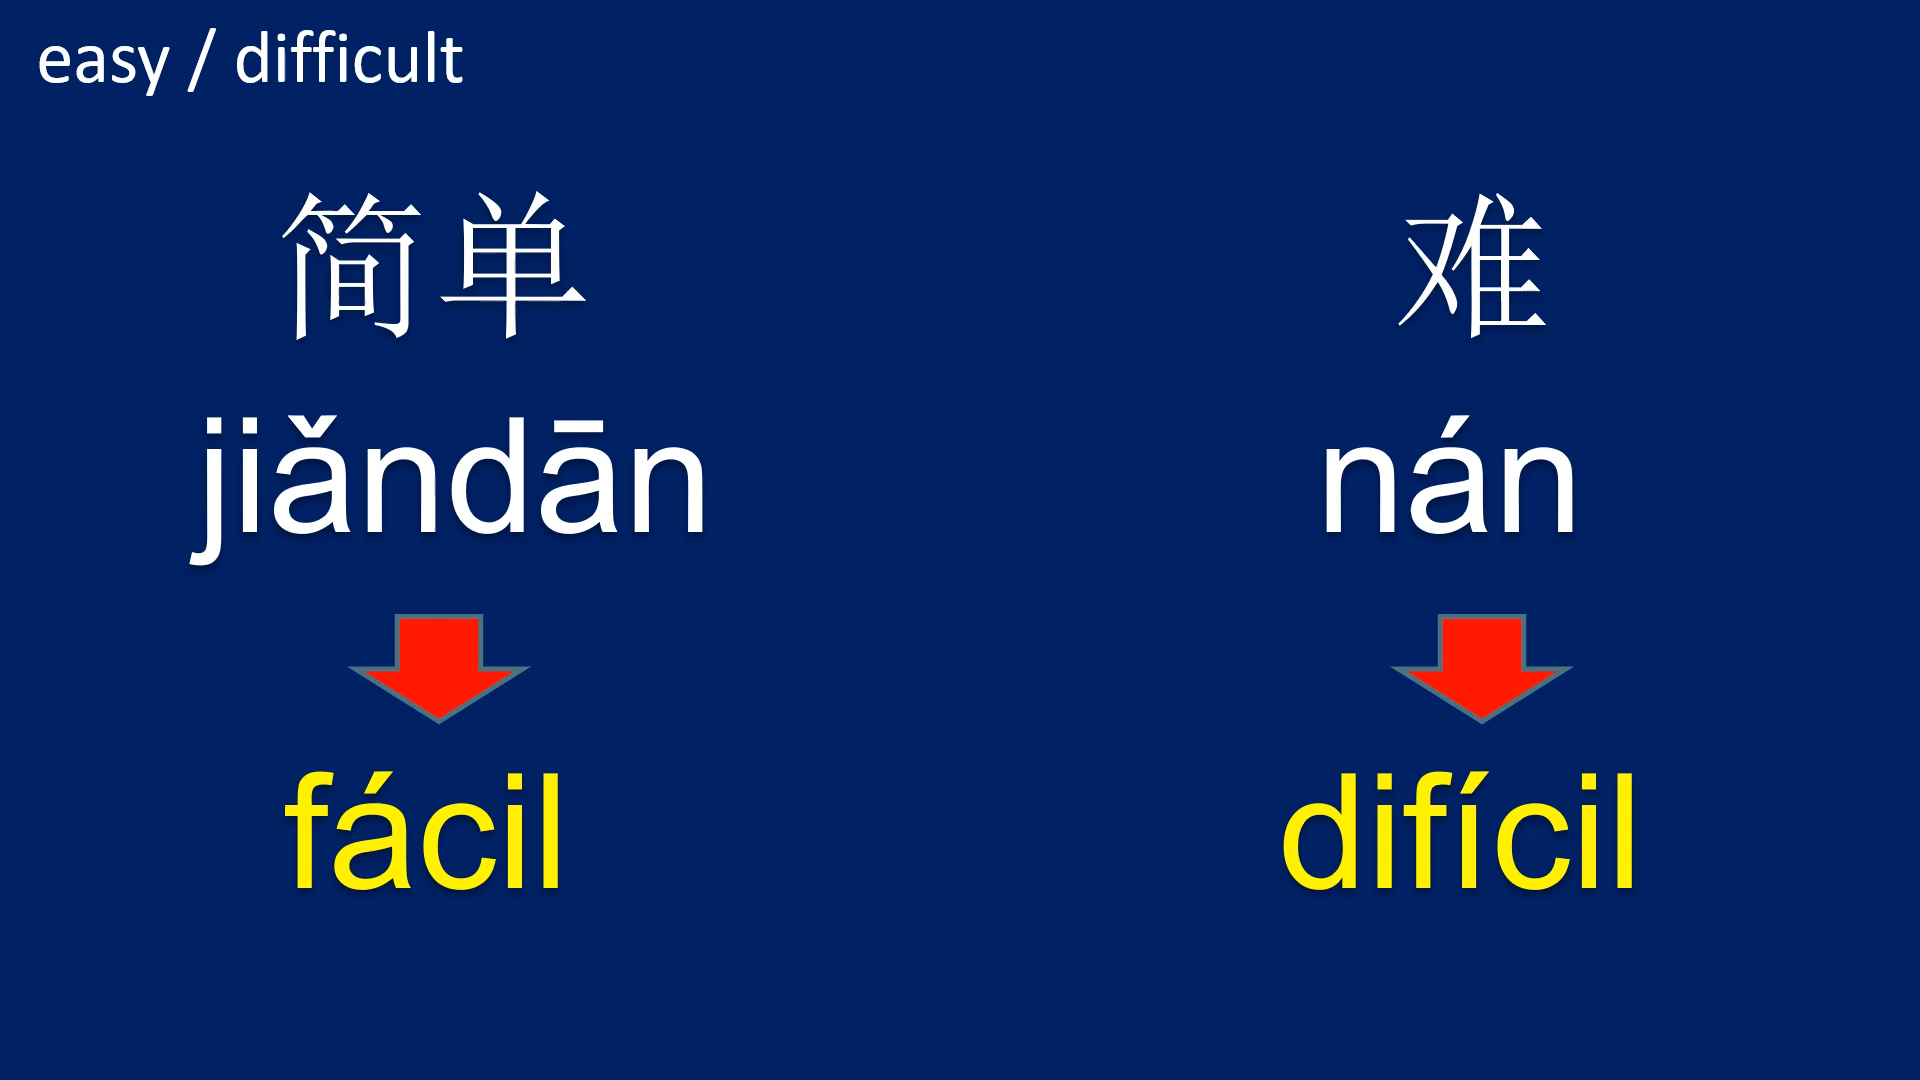 easy / difficult
简单
难
jiǎndān
nán
fácil
difícil